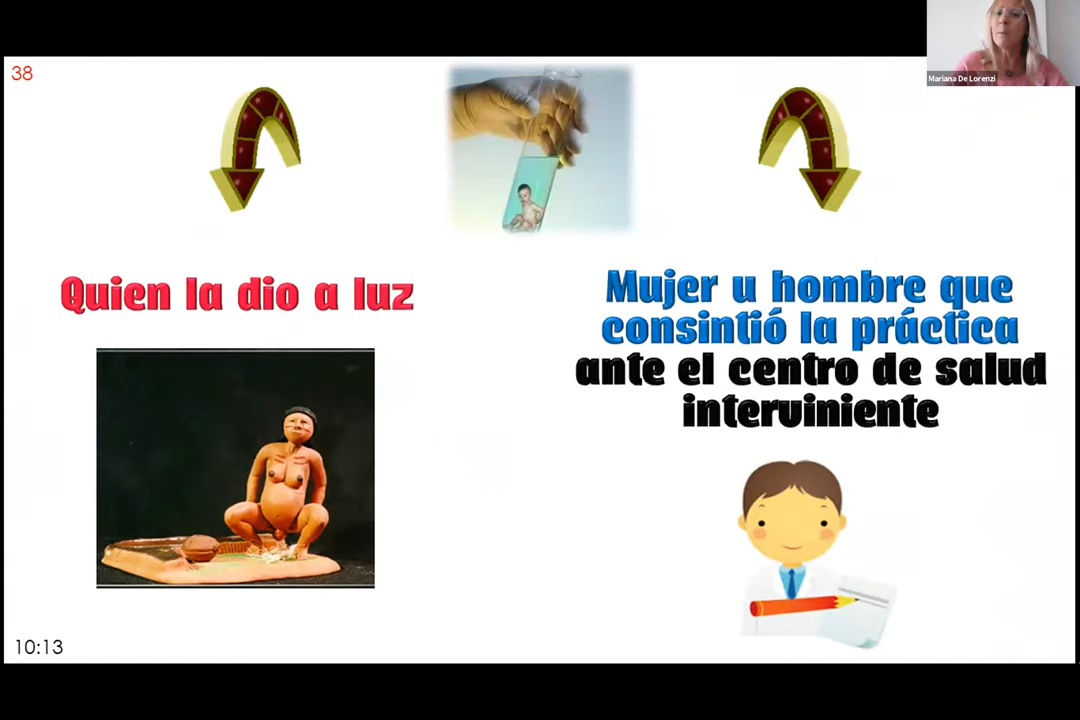 Mariana De Lorenzi
38
Quien la dio a luz
Mujer u hombre que
consintió la práctica
ante el centro de salud
interviniente
10:13